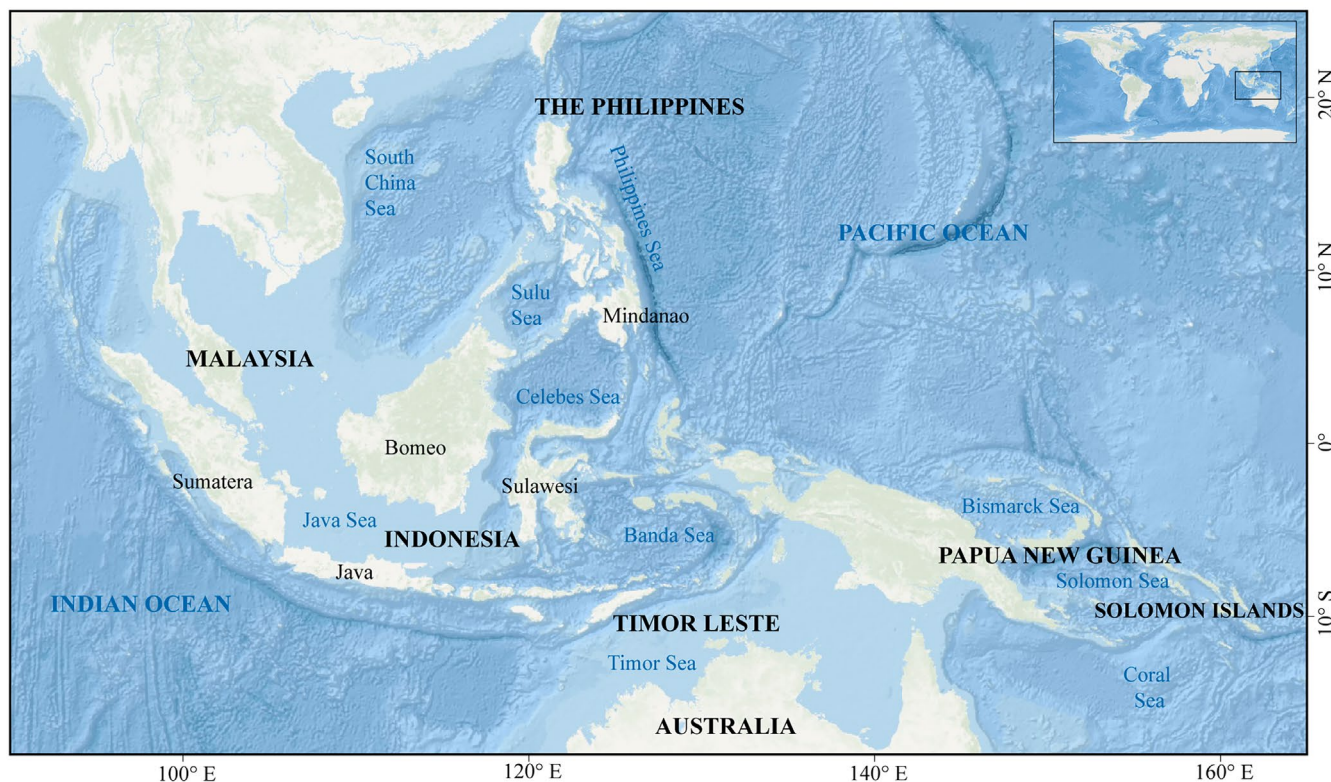 THE PHILIPPINES
20° N
South
China
Sea
Philippines Sea
PACIFIC OCEAN
10° N
Sulu
Sea
Mindanao
MALAYSIA
Celebes Sea
Bomeo
0°
Sumatera
Sulawesi
Java Sea
INDONESIA
Banda Sea
Bismarck Sea
PAPUA NEW GUINEA
Java
Solomon Sea
INDIAN OCEAN
SOLOMON ISLANDS
10° S
TIMOR LESTE
Timor Sea
Coral
Sea
AUSTRALIA
100° E
120° E
140° E
160° E